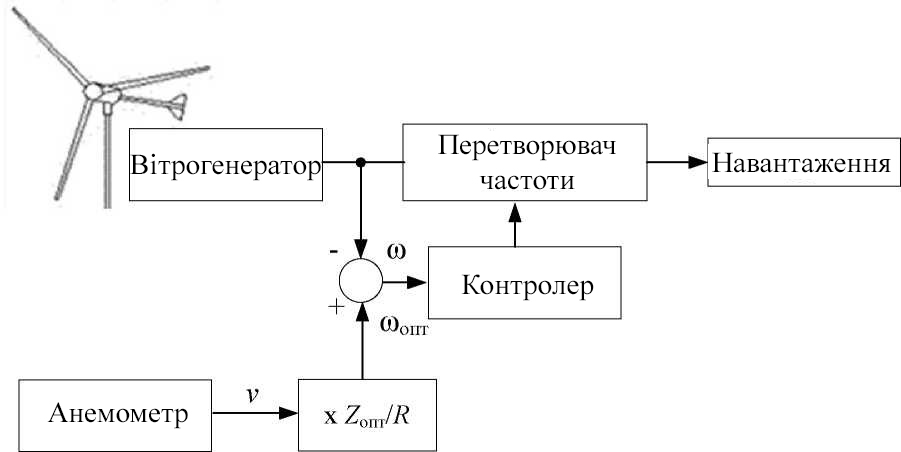 Вітрогенератор
Перетворювач
частоти
Навантаження
- ω
Контролер
+
ωопт
Анемометр
v
x Zопт/R